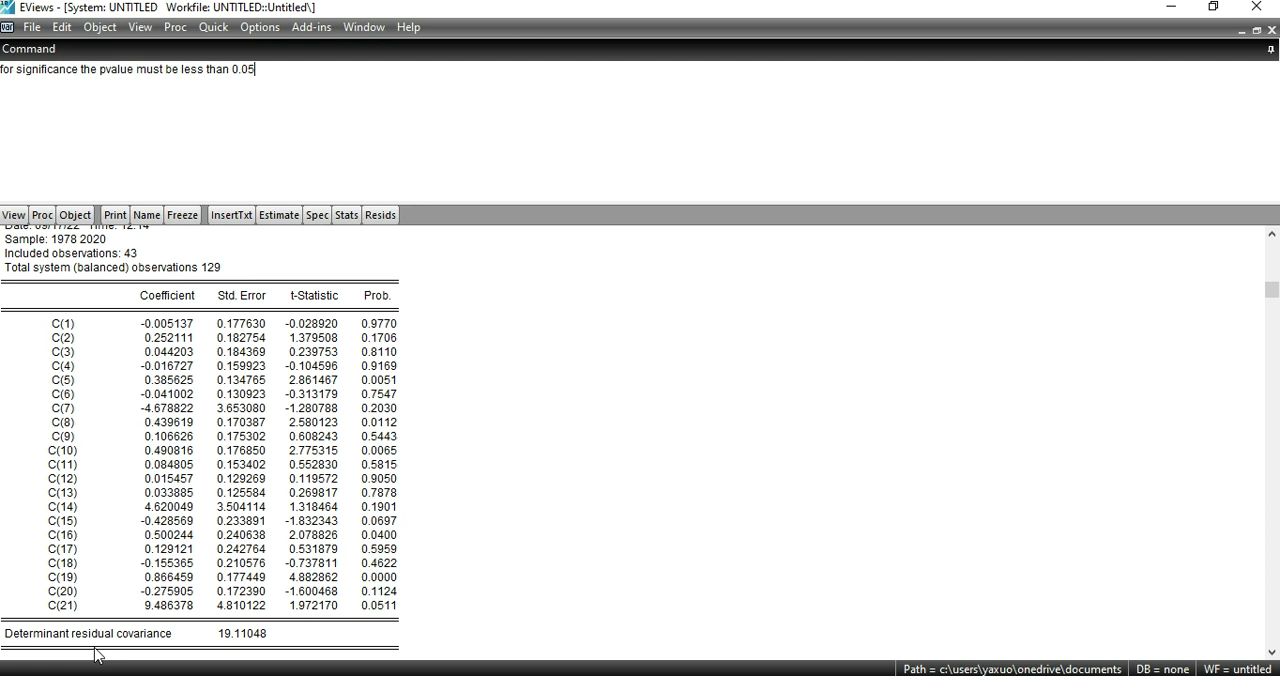 EViews - [System: UNTITLED Workfile: UNTITLED::Untitled\]
File Edit Object View Proc Quick Options Add-ins Window Help
Command
for significance the pvalue must be less than 0.05
View Proc Object Print Name Freeze InsertTxt Estimate Spec Stats Resids
Date: 09/17/22 Time: 12:14
Sample: 1978 2020
Included observations: 43
Total system (balanced) observations 129
Coefficient Std. Error t-Statistic Prob.
C(1) -0.005137 0.177630 -0.028920 0.9770
C(2) 0.252111 0.182754 1.379508 0.1706
C(3) 0.044203 0.184369 0.239753 0.8110
C(4) -0.016727 0.159923 -0.104596 0.9169
C(5) 0.385625 0.134765 2.861467 0.0051
C(6) -0.041002 0.130923 -0.313179 0.7547
C(7) -4.678822 3.653080 -1.280788 0.2030
C(8) 0.439619 0.170387 2.580123 0.0112
C(9) 0.106626 0.175302 0.608243 0.5443
C(10) 0.490816 0.176850 2.775315 0.0065
C(11) 0.084805 0.153402 0.552830 0.5815
C(12) 0.015457 0.129269 0.119572 0.9050
C(13) 0.033885 0.125584 0.269817 0.7878
C(14) 4.620049 3.504114 1.318464 0.1901
C(15) -0.428569 0.233891 -1.832343 0.0697
C(16) 0.500244 0.240638 2.078826 0.0400
C(17) 0.129121 0.242764 0.531879 0.5959
C(18) -0.155365 0.210576 -0.737811 0.4622
C(19) 0.866459 0.177449 4.882862 0.0000
C(20) -0.275905 0.172390 -1.600468 0.1124
C(21) 9.486378 4.810122 1.972170 0.0511
Determinant residual covariance 19.11048
Path = c:\users\yaxuo\onedrive\documents DB = none WF = untitled